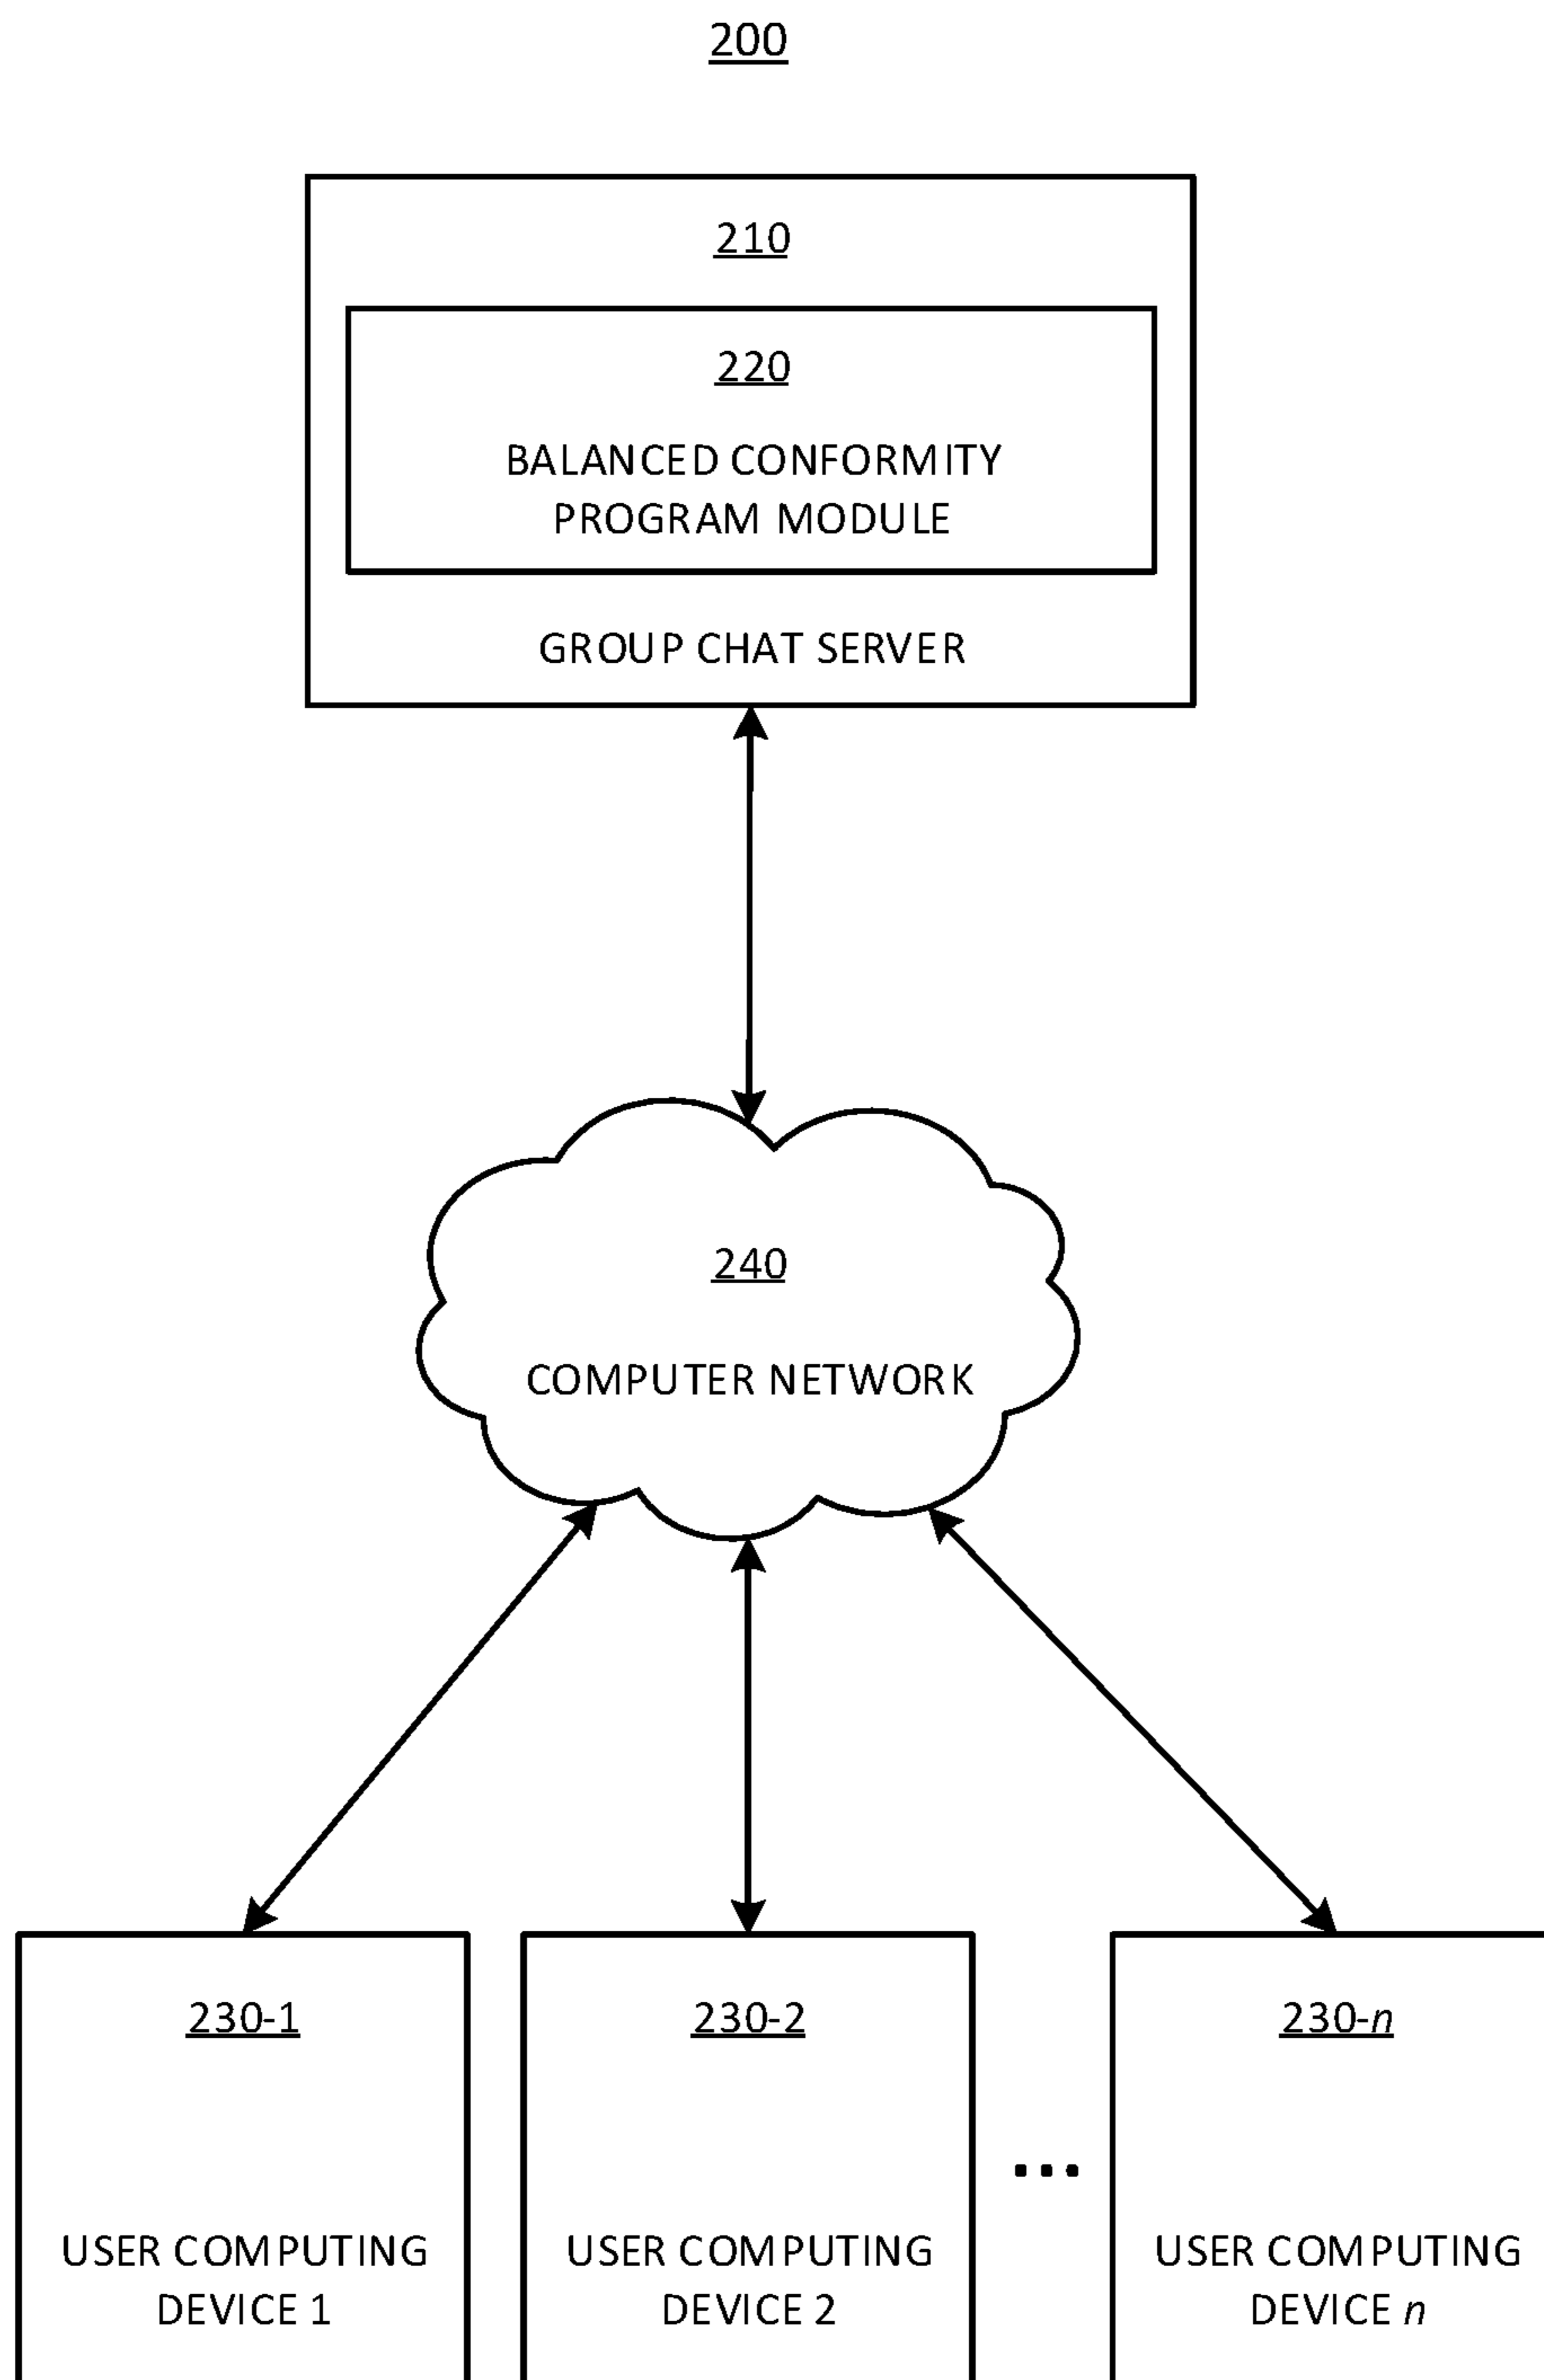 200
210
220
BALANCED CONFORMITY
PROGRAM MODULE
GROUP CHAT SERVER
240
COMPUTER NETWORK
230-1
USER COMPUTING
DEVICE 1
230-2
USER COMPUTING
DEVICE 2
...
230-n
USER COMPUTING
DEVICE n